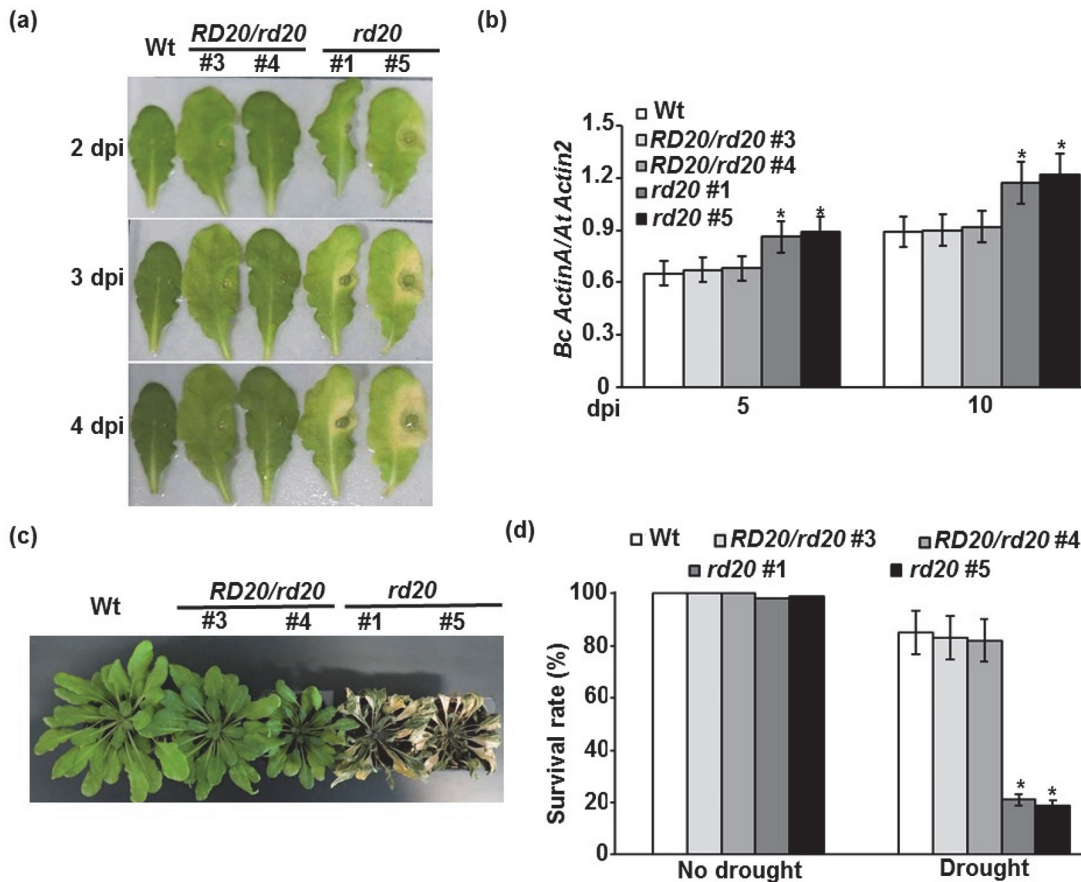 (a)
Wt RD20/rd20 rd20
#3 #4 #1 #5
2 dpi
3 dpi
4 dpi
(b)
Wt
RD20/rd20 #3
RD20/rd20 #4
rd20 #1
rd20 #5
Bc ActinA/At Actin2
1.5
1.2
0.9
0.6
0.3
0
* * * *
dpi 5 10
(c)
Wt RD20/rd20 rd20
#3 #4 #1 #5
(d)
Wt RD20/rd20 #3 RD20/rd20 #4
rd20 #1 rd20 #5
Survival rate (%)
100
80
60
40
20
0
* *
No drought Drought